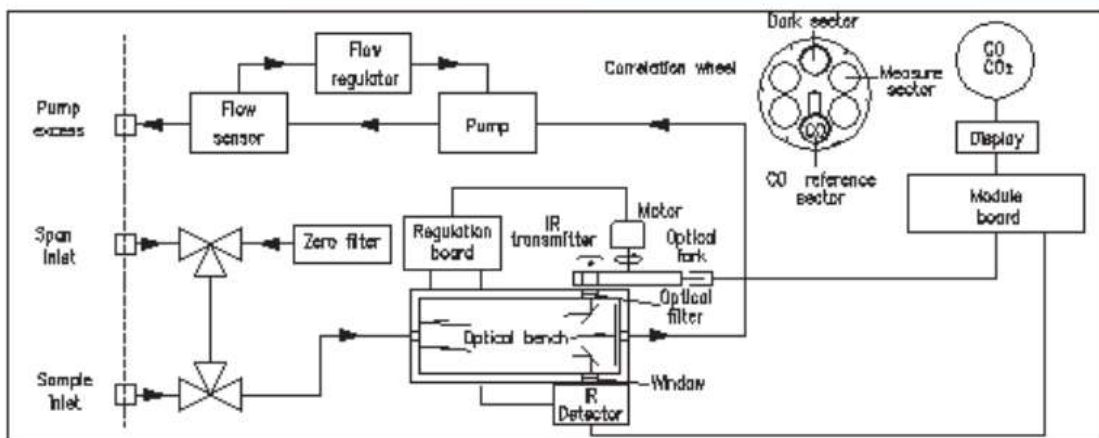 Dark sector
Flow
regulator
Correlation wheel
CO
CO₂
Measure
sector
Pump
excess
Flow
sensor
Pump
CO
Display
CO reference
sector
Module
board
Span
inlet
Zero filter
Regulation
board
IR
transmitter
Motor
Optical
fork
Optical
filter
Optical bench
Sample
inlet
Window
IR
Detector